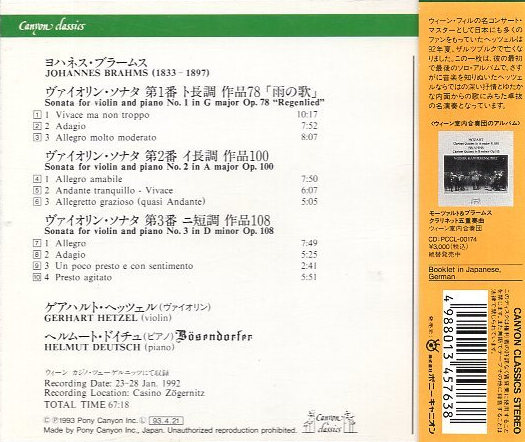 Canyon classics
ヨハネス・ブラームス
JOHANNES BRAHMS (1833 - 1897)
ヴァイオリン・ソナタ 第1番 ト長調 作品78「雨の歌」
Sonata for violin and piano No. 1 in G major Op. 78 “Regenlied”
1 1 Vivace ma non troppo 10:17
2 2 Adagio 7:52
3 3 Allegro molto moderato 8:07
ヴァイオリン・ソナタ 第2番 イ長調 作品100
Sonata for violin and piano No. 2 in A major Op. 100
4 1 Allegro amabile 7:50
5 2 Andante tranquillo - Vivace 6:07
6 3 Allegretto grazioso (quasi Andante) 5:05
ヴァイオリン・ソナタ 第3番 ニ短調 作品108
Sonata for violin and piano No. 3 in D minor Op. 108
7 1 Allegro 7:49
8 2 Adagio 5:25
9 3 Un poco presto e con sentimento 2:41
10 4 Presto agitato 5:51
ゲアハルト・ヘッツェル(ヴァイオリン)
GERHART HETZEL (violin)
ヘルムート・ドイチュ(ピアノ) Bösendorfer
HELMUT DEUTSCH (piano)
ウィーン カジノ・ツェーゲルニッツにて収録
Recording Date: 23-28 Jan. 1992
Recording Location: Casino Zögernitz
TOTAL TIME 67:18
©℗1993 Pony Canyon Inc. Ⓛ 93.4.21
Made by Pony Canyon Inc., Japan. Unauthorized reproduction prohibited.
Canyon classics
ウィーン・フィルの名コンサート・
マスターとして日本にも多くの
ファンをもっていたヘッツェルは
92年夏、ザルツブルクで亡くなり
ました。この一枚は、彼の最初
で最後のソロ・アルバムで、さす
がに音楽を知りぬいたヘッツェル
ならではの深い抒情とゆたか
な内面からの歌にみちた卓抜
の名演奏となっています。
〈ウィーン室内合奏団のアルバム〉
MOZART
BRAHMS
モーツァルト&ブラームス
クラリネット五重奏曲
ウィーン室内合奏団
CD:PCCL-00174
¥3,000(税込)
絶賛発売中
Booklet in Japanese,
German
CANYON CLASSICS STEREO
4988013457638
発売元
株式会社 ポニーキャニオン